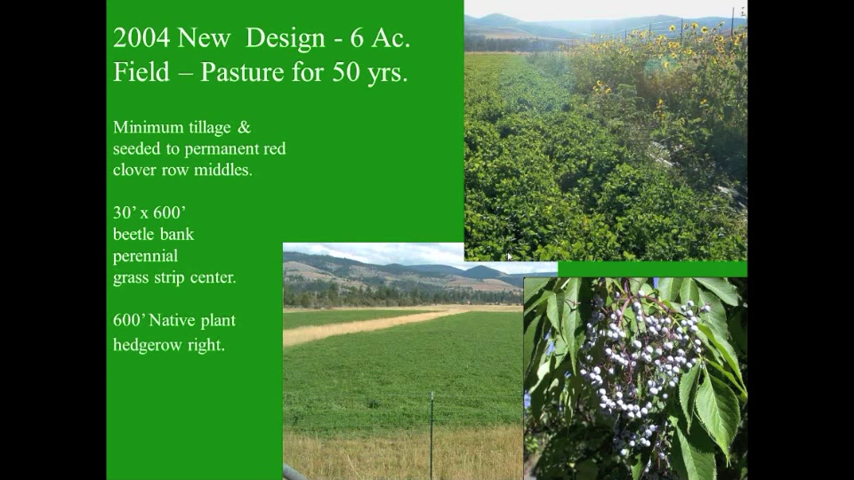 2004 New Design - 6 Ac.
Field – Pasture for 50 yrs.
Minimum tillage &
seeded to permanent red
clover row middles.
30’ x 600’
beetle bank
perennial
grass strip center.
600’ Native plant
hedgerow right.